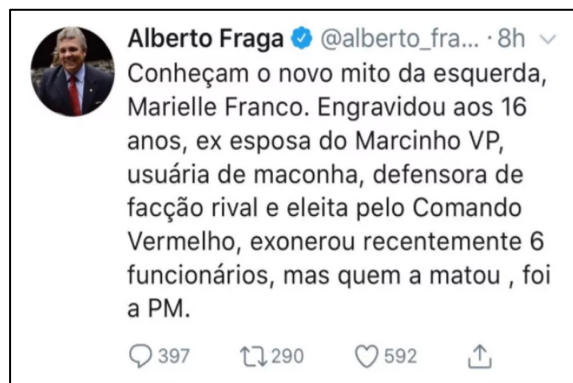 Alberto Fraga @alberto_fra... · 8h
Conheçam o novo mito da esquerda,
Marielle Franco. Engravidou aos 16
anos, ex esposa do Marcinho VP,
usuária de maconha, defensora de
facção rival e eleita pelo Comando
Vermelho, exonerou recentemente 6
funcionários, mas quem a matou , foi
a PM.
397 290 592